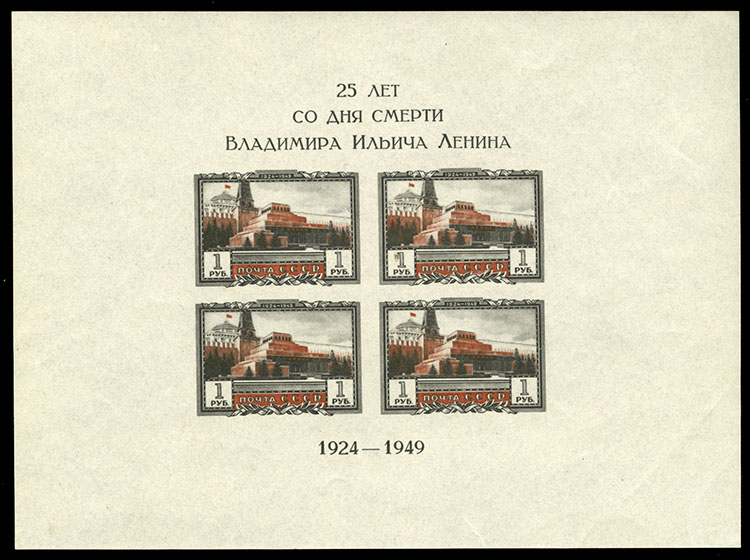 25 ЛЕТ
СО ДНЯ СМЕРТИ
ВЛАДИМИРА ИЛЬИЧА ЛЕНИНА
1924-1949
1 РУБ.
ПОЧТА СССР
1 РУБ.
1924-1949
1 РУБ.
ПОЧТА СССР
1 РУБ.
1924-1949
1 РУБ.
ПОЧТА СССР
1 РУБ.
1924-1949
1 РУБ.
ПОЧТА СССР
1 РУБ.
1924—1949